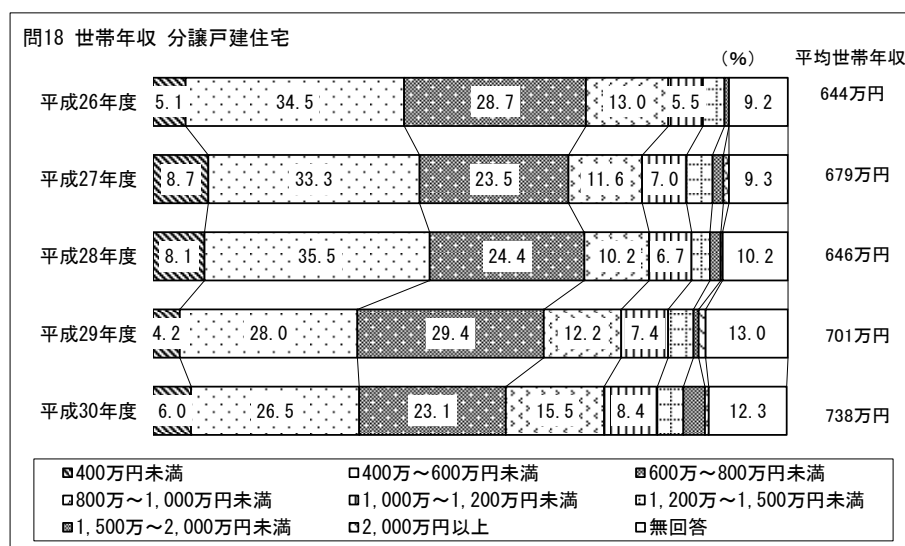 問18 世帯年収 分譲戸建住宅
(%) 平均世帯年収
平成26年度 5.1 34.5 28.7 13.0 5.5 9.2 644万円
平成27年度 8.7 33.3 23.5 11.6 7.0 9.3 679万円
平成28年度 8.1 35.5 24.4 10.2 6.7 10.2 646万円
平成29年度 4.2 28.0 29.4 12.2 7.4 13.0 701万円
平成30年度 6.0 26.5 23.1 15.5 8.4 12.3 738万円
400万円未満 400万～600万円未満 600万～800万円未満
800万～1,000万円未満 1,000万～1,200万円未満 1,200万～1,500万円未満
1,500万～2,000万円未満 2,000万円以上 無回答